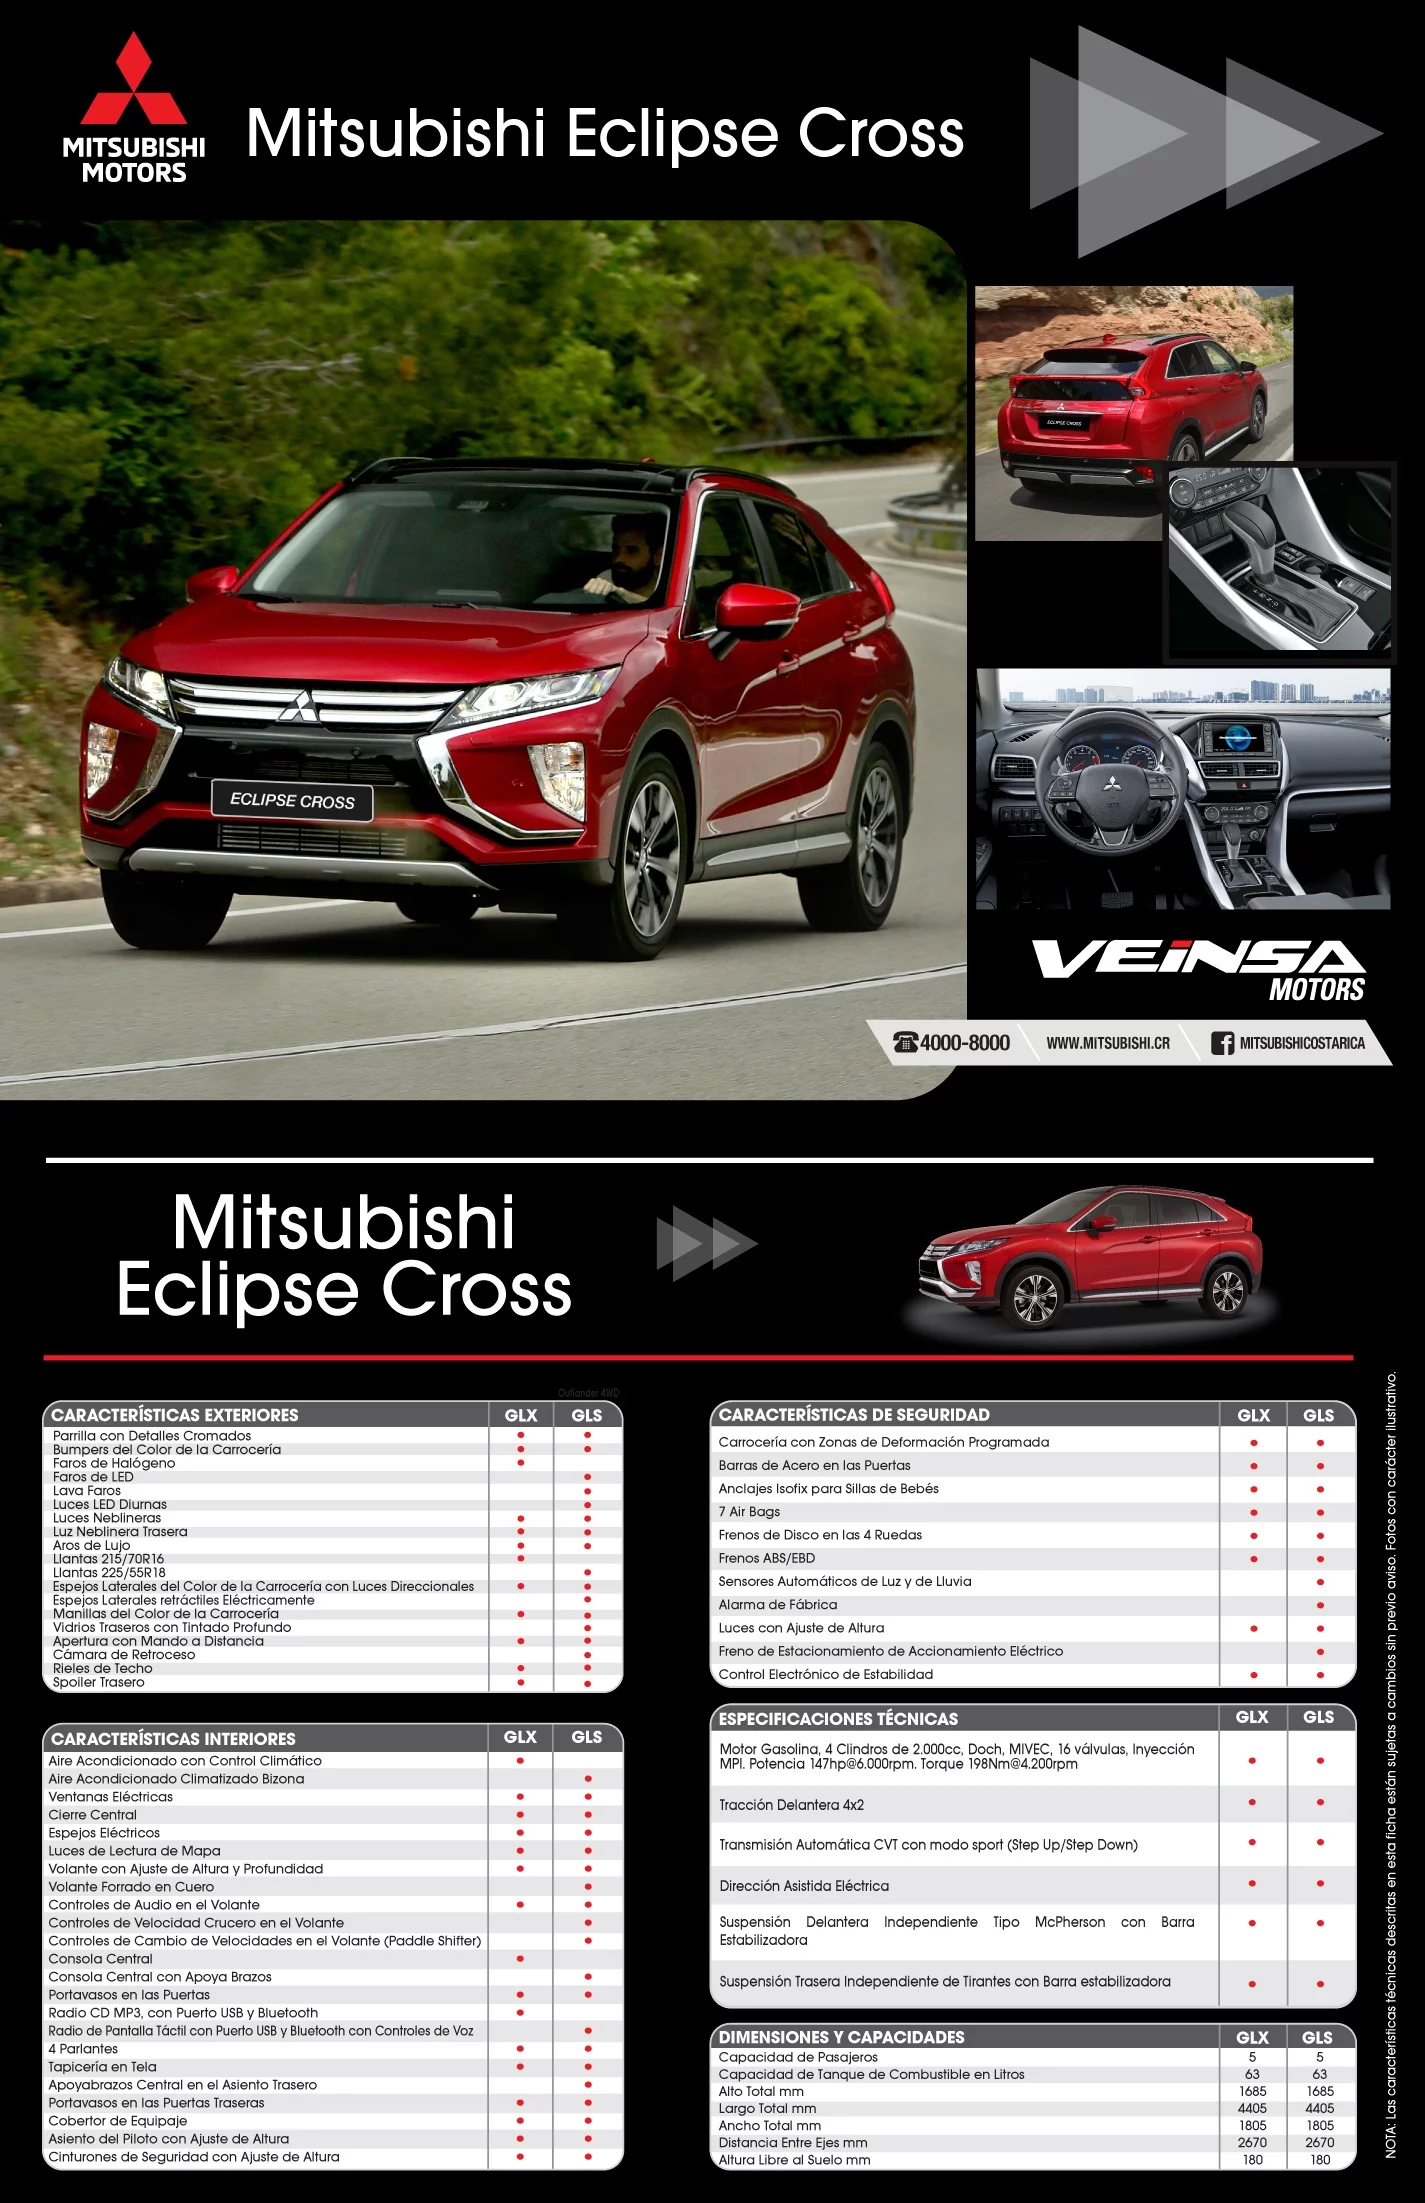 MITSUBISHI
MOTORS
Mitsubishi Eclipse Cross
ECLIPSE CROSS
ECLIPSE CROSS
VEiNSA
MOTORS
4000-8000 WWW.MITSUBISHI.CR MITSUBISHICOSTARICA
Mitsubishi
Eclipse Cross
Outlander 4WD
CARACTERÍSTICAS EXTERIORES GLX GLS
Parrilla con Detalles Cromados • •
Bumpers del Color de la Carrocería • •
Faros de Halógeno •
Faros de LED •
Lava Faros •
Luces LED Diurnas •
Luces Neblineras • •
Luz Neblinera Trasera • •
Aros de Lujo • •
Llantas 215/70R16 •
Llantas 225/55R18 •
Espejos Laterales del Color de la Carrocería con Luces Direccionales • •
Espejos Laterales retráctiles Eléctricamente •
Manillas del Color de la Carrocería • •
Vidrios Traseros con Tintado Profundo •
Apertura con Mando a Distancia • •
Cámara de Retroceso •
Rieles de Techo • •
Spoiler Trasero • •
CARACTERÍSTICAS INTERIORES GLX GLS
Aire Acondicionado con Control Climático •
Aire Acondicionado Climatizado Bizona •
Ventanas Eléctricas • •
Cierre Central • •
Espejos Eléctricos • •
Luces de Lectura de Mapa • •
Volante con Ajuste de Altura y Profundidad • •
Volante Forrado en Cuero •
Controles de Audio en el Volante • •
Controles de Velocidad Crucero en el Volante •
Controles de Cambio de Velocidades en el Volante (Paddle Shifter) •
Consola Central •
Consola Central con Apoya Brazos •
Portavasos en las Puertas • •
Radio CD MP3, con Puerto USB y Bluetooth •
Radio de Pantalla Táctil con Puerto USB y Bluetooth con Controles de Voz •
4 Parlantes • •
Tapicería en Tela • •
Apoyabrazos Central en el Asiento Trasero •
Portavasos en las Puertas Traseras • •
Cobertor de Equipaje • •
Asiento del Piloto con Ajuste de Altura • •
Cinturones de Seguridad con Ajuste de Altura • •
CARACTERÍSTICAS DE SEGURIDAD GLX GLS
Carrocería con Zonas de Deformación Programada • •
Barras de Acero en las Puertas • •
Anclajes Isofix para Sillas de Bebés • •
7 Air Bags • •
Frenos de Disco en las 4 Ruedas • •
Frenos ABS/EBD • •
Sensores Automáticos de Luz y de Lluvia •
Alarma de Fábrica •
Luces con Ajuste de Altura • •
Freno de Estacionamiento de Accionamiento Eléctrico •
Control Electrónico de Estabilidad • •
ESPECIFICACIONES TÉCNICAS GLX GLS
Motor Gasolina, 4 Clindros de 2.000cc, Doch, MIVEC, 16 válvulas, Inyección
MPI. Potencia 147hp@6.000rpm. Torque 198Nm@4.200rpm • •
Tracción Delantera 4x2 • •
Transmisión Automática CVT con modo sport (Step Up/Step Down) • •
Dirección Asistida Eléctrica • •
Suspensión Delantera Independiente Tipo McPherson con Barra
Estabilizadora • •
Suspensión Trasera Independiente de Tirantes con Barra estabilizadora • •
DIMENSIONES Y CAPACIDADES GLX GLS
Capacidad de Pasajeros 5 5
Capacidad de Tanque de Combustible en Litros 63 63
Alto Total mm 1685 1685
Largo Total mm 4405 4405
Ancho Total mm 1805 1805
Distancia Entre Ejes mm 2670 2670
Altura Libre al Suelo mm 180 180
NOTA: Las características técnicas descritas en esta ficha están sujetas a cambios sin previo aviso. Fotos con carácter ilustrativo.